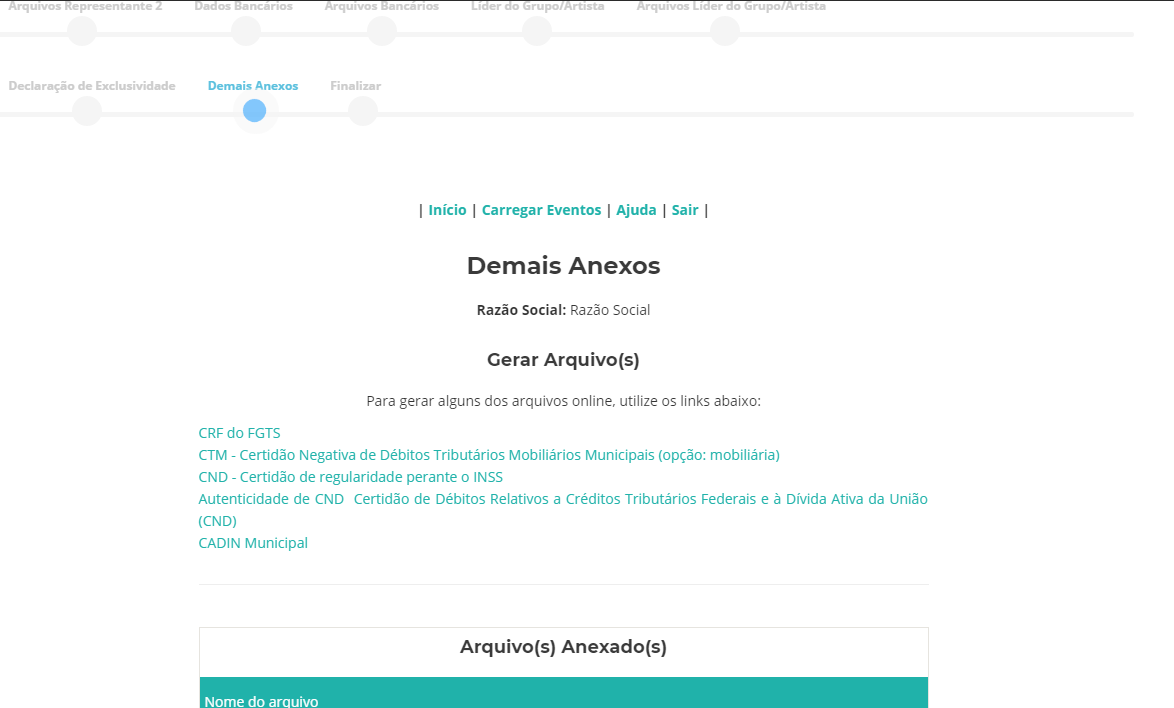 Arquivos Representante 2 Dados Bancários Arquivos Bancários Líder do Grupo/Artista Arquivos Líder do Grupo/Artista
Declaração de Exclusividade Demais Anexos Finalizar
| Início | Carregar Eventos | Ajuda | Sair |
Demais Anexos
Razão Social: Razão Social
Gerar Arquivo(s)
Para gerar alguns dos arquivos online, utilize os links abaixo:
CRF do FGTS
CTM - Certidão Negativa de Débitos Tributários Mobiliários Municipais (opção: mobiliária)
CND - Certidão de regularidade perante o INSS
Autenticidade de CND Certidão de Débitos Relativos a Créditos Tributários Federais e à Dívida Ativa da União
(CND)
CADIN Municipal
Arquivo(s) Anexado(s)
Nome do arquivo